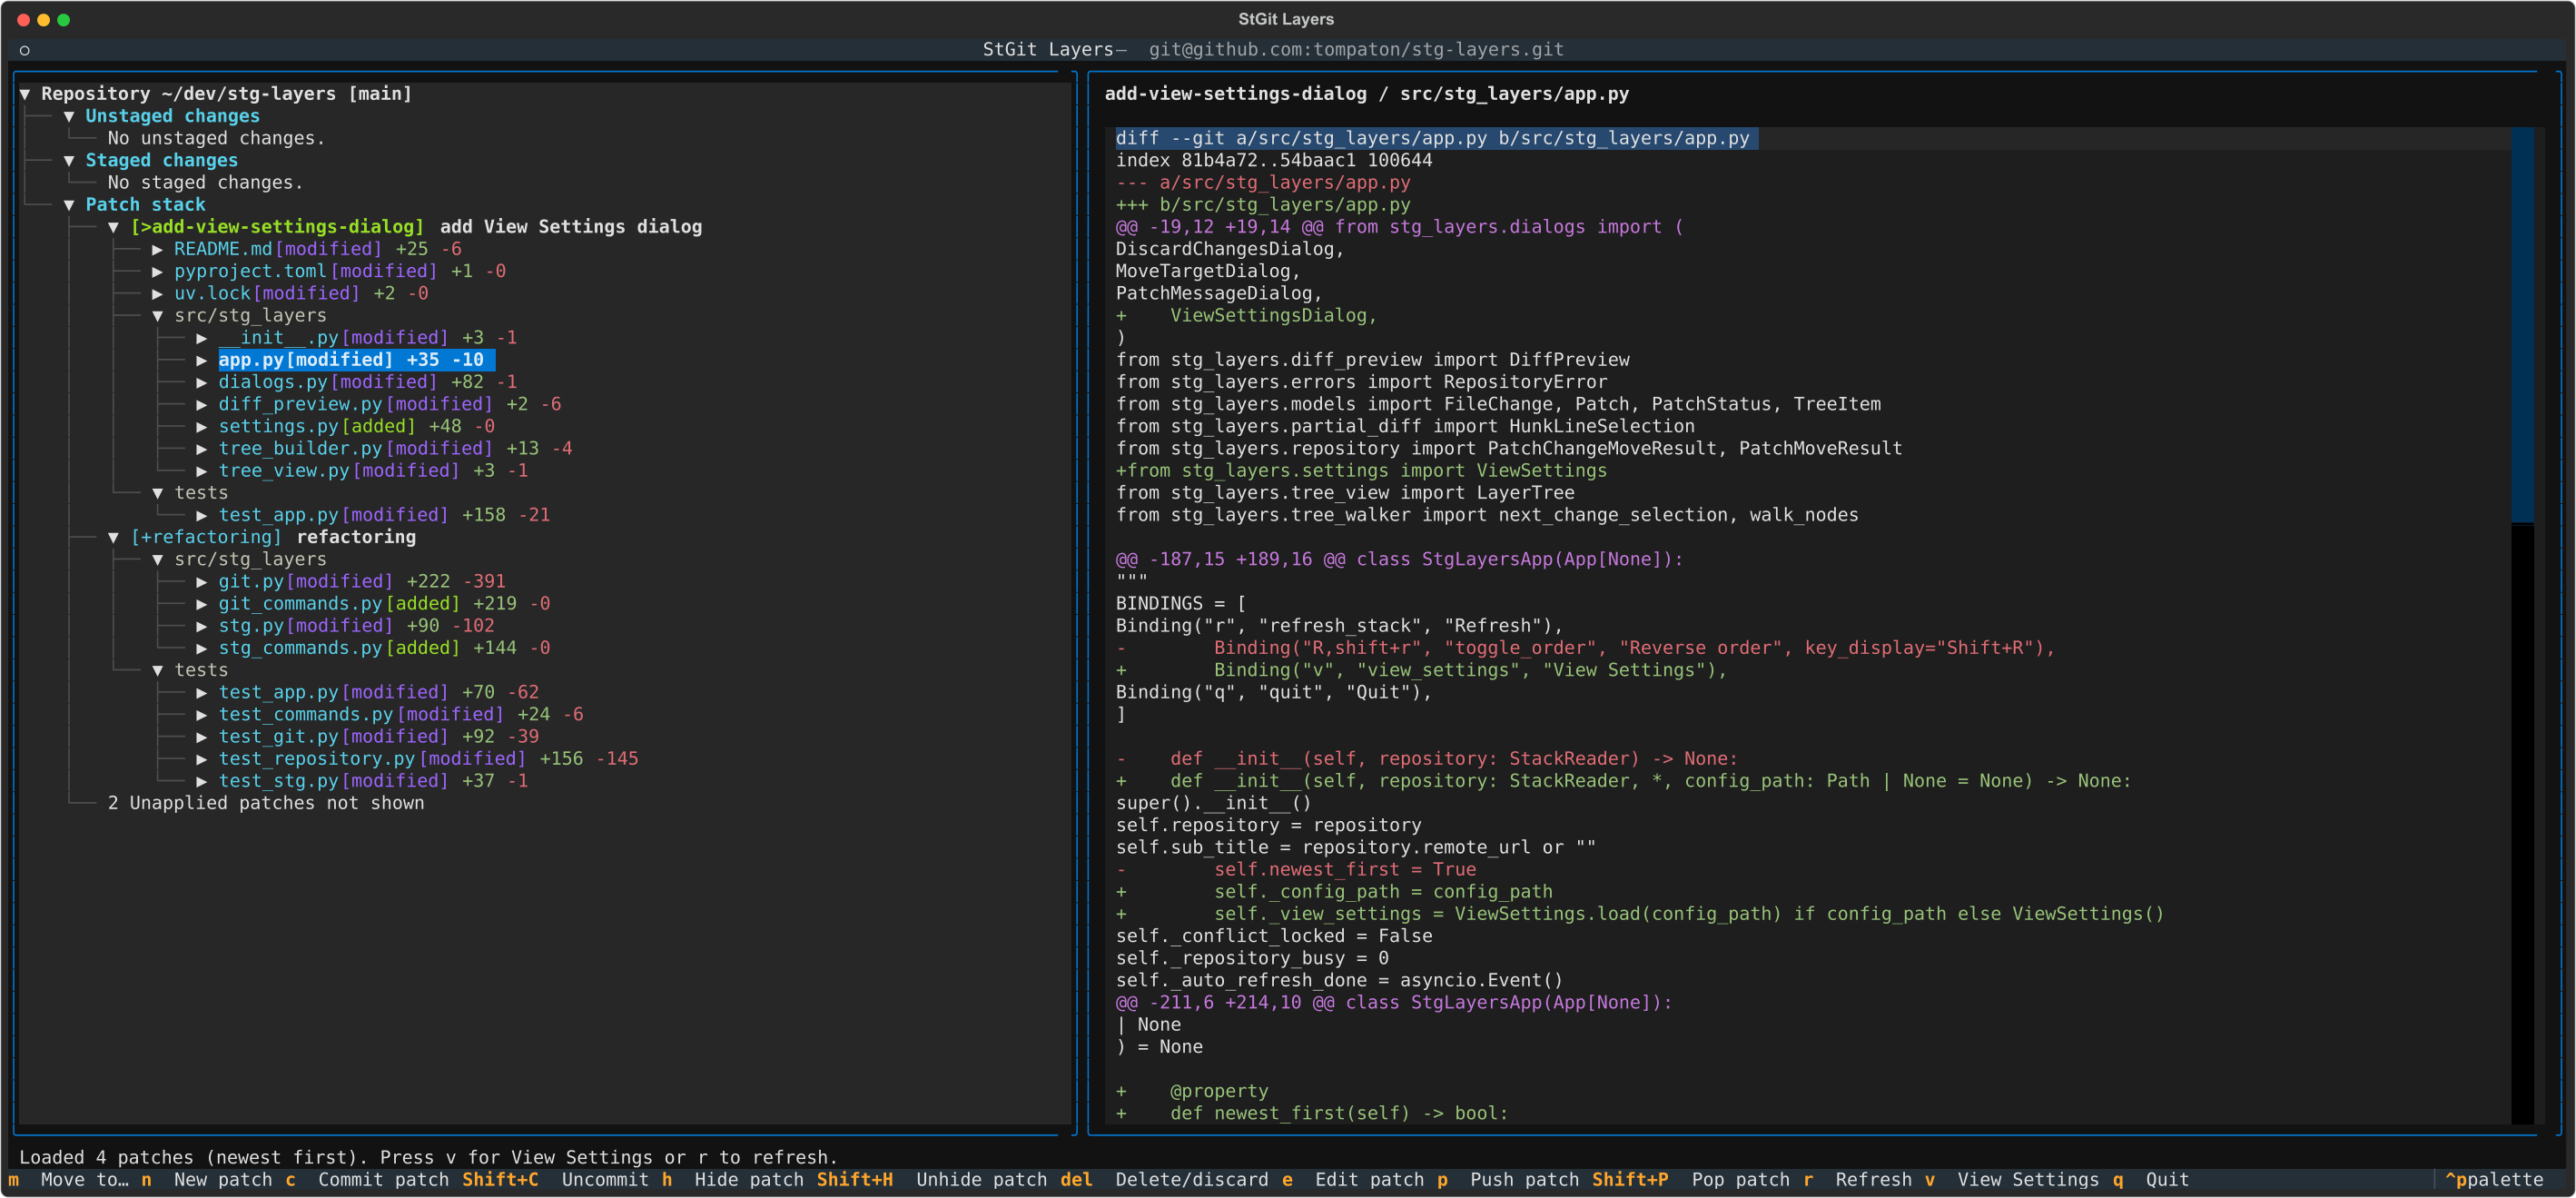 StGit Layers
StGit Layers— git@github.com:tompaton/stg-layers.git
▼ Repository ~/dev/stg-layers [main]
▼ Unstaged changes
No unstaged changes.
▼ Staged changes
No staged changes.
▼ Patch stack
▼ [>add-view-settings-dialog] add View Settings dialog
▶ README.md[modified] +25 -6
▶ pyproject.toml[modified] +1 -0
▶ uv.lock[modified] +2 -0
▼ src/stg_layers
▶ __init__.py[modified] +3 -1
▶ app.py[modified] +35 -10
▶ dialogs.py[modified] +82 -1
▶ diff_preview.py[modified] +2 -6
▶ settings.py[added] +48 -0
▶ tree_builder.py[modified] +13 -4
▶ tree_view.py[modified] +3 -1
▼ tests
▶ test_app.py[modified] +158 -21
▼ [+refactoring] refactoring
▼ src/stg_layers
▶ git.py[modified] +222 -391
▶ git_commands.py[added] +219 -0
▶ stg.py[modified] +90 -102
▶ stg_commands.py[added] +144 -0
▼ tests
▶ test_app.py[modified] +70 -62
▶ test_commands.py[modified] +24 -6
▶ test_git.py[modified] +92 -39
▶ test_repository.py[modified] +156 -145
▶ test_stg.py[modified] +37 -1
2 Unapplied patches not shown
add-view-settings-dialog / src/stg_layers/app.py
diff --git a/src/stg_layers/app.py b/src/stg_layers/app.py
index 81b4a72..54baac1 100644
--- a/src/stg_layers/app.py
+++ b/src/stg_layers/app.py
@@ -19,12 +19,14 @@ from stg_layers.dialogs import (
DiscardChangesDialog,
MoveTargetDialog,
PatchMessageDialog,
+    ViewSettingsDialog,
)
from stg_layers.diff_preview import DiffPreview
from stg_layers.errors import RepositoryError
from stg_layers.models import FileChange, Patch, PatchStatus, TreeItem
from stg_layers.partial_diff import HunkLineSelection
from stg_layers.repository import PatchChangeMoveResult, PatchMoveResult
+from stg_layers.settings import ViewSettings
from stg_layers.tree_view import LayerTree
from stg_layers.tree_walker import next_change_selection, walk_nodes
@@ -187,15 +189,16 @@ class StgLayersApp(App[None]):
"""
BINDINGS = [
Binding("r", "refresh_stack", "Refresh"),
-        Binding("R,shift+r", "toggle_order", "Reverse order", key_display="Shift+R"),
+        Binding("v", "view_settings", "View Settings"),
Binding("q", "quit", "Quit"),
]
-    def __init__(self, repository: StackReader) -> None:
+    def __init__(self, repository: StackReader, *, config_path: Path | None = None) -> None:
super().__init__()
self.repository = repository
self.sub_title = repository.remote_url or ""
-        self.newest_first = True
+        self._config_path = config_path
+        self._view_settings = ViewSettings.load(config_path) if config_path else ViewSettings()
self._conflict_locked = False
self._repository_busy = 0
self._auto_refresh_done = asyncio.Event()
@@ -211,6 +214,10 @@ class StgLayersApp(App[None]):
| None
) = None
+    @property
+    def newest_first(self) -> bool:
Loaded 4 patches (newest first). Press v for View Settings or r to refresh.
m Move to… n New patch c Commit patch Shift+C Uncommit h Hide patch Shift+H Unhide patch del Delete/discard e Edit patch p Push patch Shift+P Pop patch r Refresh v View Settings q Quit ^ppalette